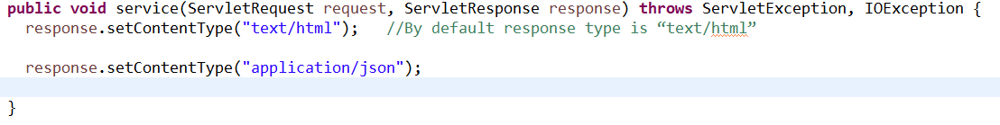 public void service(ServletRequest request, ServletResponse response) throws ServletException, IOException {
response.setContentType("text/html");   //By default response type is “text/html”
response.setContentType("application/json");
}